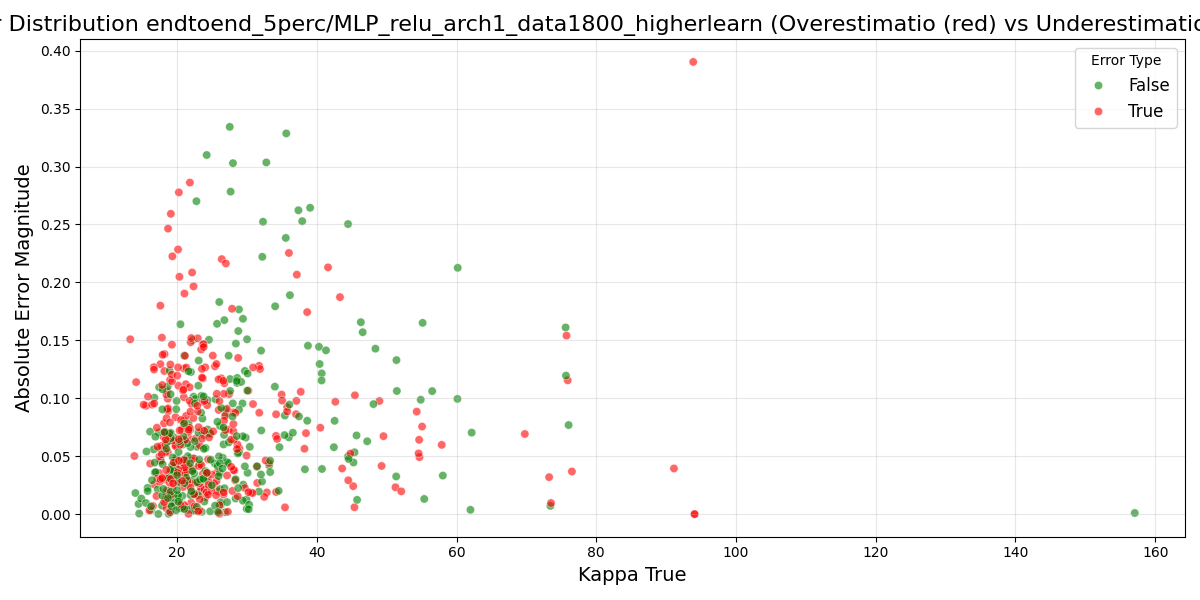 Distribution endtoend_5perc/MLP_relu_arch1_data1800_higherlearn (Overestimatio (red) vs Underestimatio
Error Type
False
True
Absolute Error Magnitude
0.40
0.35
0.30
0.25
0.20
0.15
0.10
0.05
0.00
20 40 60 80 100 120 140 160
Kappa True